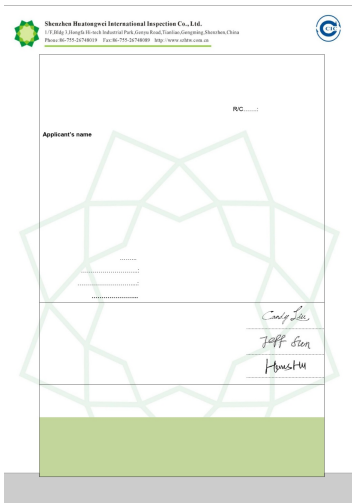 Shenzhen Huatongwei International Inspection Co., Ltd.
1/F,Bldg 3,Hongfa Hi-tech Industrial Park,Genyu Road,Tianliao,Gongming,Shenzhen,China
Phone:86-755-26748019 Fax:86-755-26748089 http://www.szhtw.com.cn
CTC
R/C.......:
Applicant's name
.........
..............................:
..............................:
........................
Candy Liu
Jeff Sun
Hans Hu